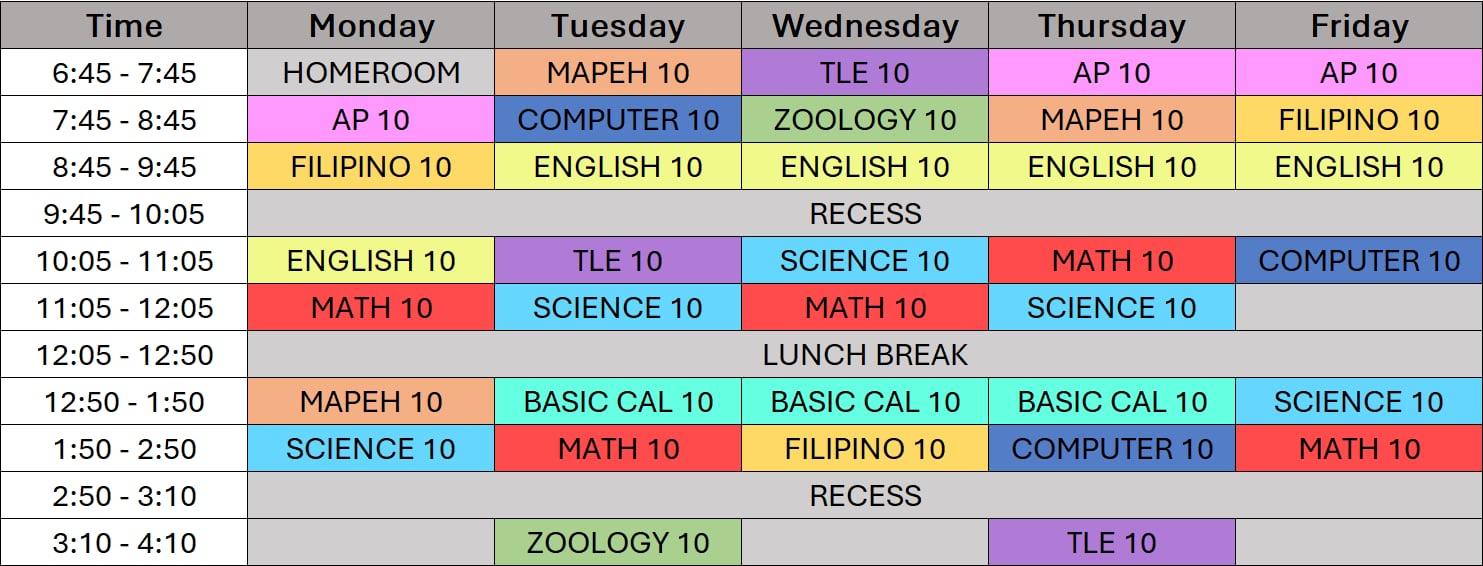 Time Monday Tuesday Wednesday Thursday Friday
6:45 - 7:45 HOMEROOM MAPEH 10 TLE 10 AP 10 AP 10
7:45 - 8:45 AP 10 COMPUTER 10 ZOOLOGY 10 MAPEH 10 FILIPINO 10
8:45 - 9:45 FILIPINO 10 ENGLISH 10 ENGLISH 10 ENGLISH 10 ENGLISH 10
9:45 - 10:05 RECESS
10:05 - 11:05 ENGLISH 10 TLE 10 SCIENCE 10 MATH 10 COMPUTER 10
11:05 - 12:05 MATH 10 SCIENCE 10 MATH 10 SCIENCE 10
12:05 - 12:50 LUNCH BREAK
12:50 - 1:50 MAPEH 10 BASIC CAL 10 BASIC CAL 10 BASIC CAL 10 SCIENCE 10
1:50 - 2:50 SCIENCE 10 MATH 10 FILIPINO 10 COMPUTER 10 MATH 10
2:50 - 3:10 RECESS
3:10 - 4:10 ZOOLOGY 10 TLE 10